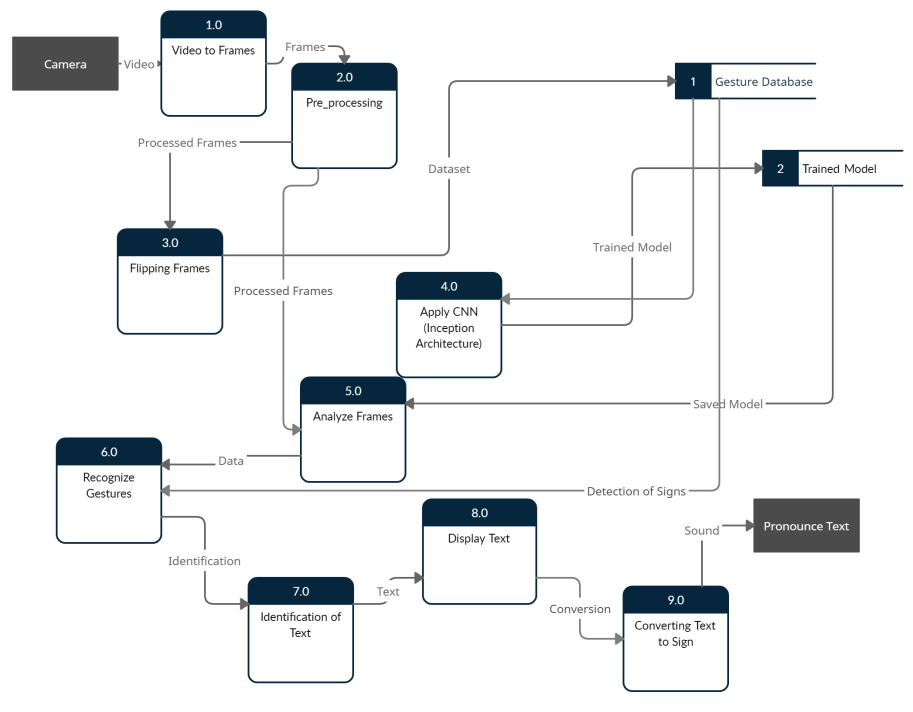 1.0
Video to Frames
Camera
Video
Frames
2.0
Pre_processing
1
Gesture Database
Processed Frames
Dataset
2
Trained Model
3.0
Flipping Frames
Trained Model
Processed Frames
4.0
Apply CNN
(Inception
Architecture)
5.0
Analyze Frames
Saved Model
6.0
Recognize
Gestures
Data
Detection of Signs
8.0
Display Text
Sound
Pronounce Text
Identification
7.0
Identification of
Text
Text
Conversion
9.0
Converting Text
to Sign